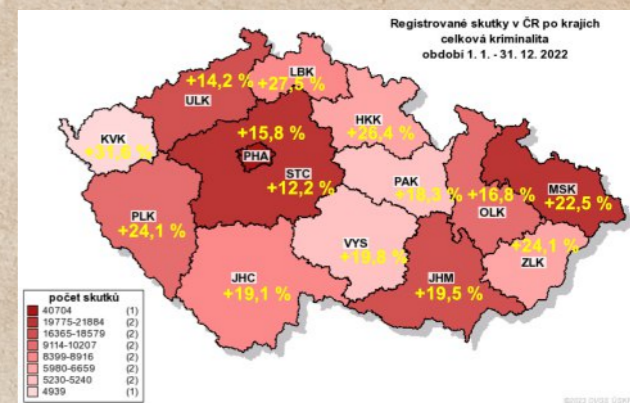 Registrované skutky v ČR po krajích
celková kriminalita
období 1. 1. - 31. 12. 2022
LBK
+27,5 %
+14,2 %
ULK
HKK
+26,4 %
KVK
+31,6 %
+15,8 %
PHA
STC
+12,2 %
PAK
+18,3 %
+16,8 %
OLK
MSK
+22,5 %
PLK
+24,1 %
VYS
+19,8 %
+24,1 %
ZLK
JHC
+19,1 %
JHM
+19,5 %
počet skutků
40704 (1)
19775-21884 (2)
16365-18579 (2)
9114-10207 (2)
8399-8916 (2)
5980-6659 (2)
5230-5240 (2)
4939 (1)